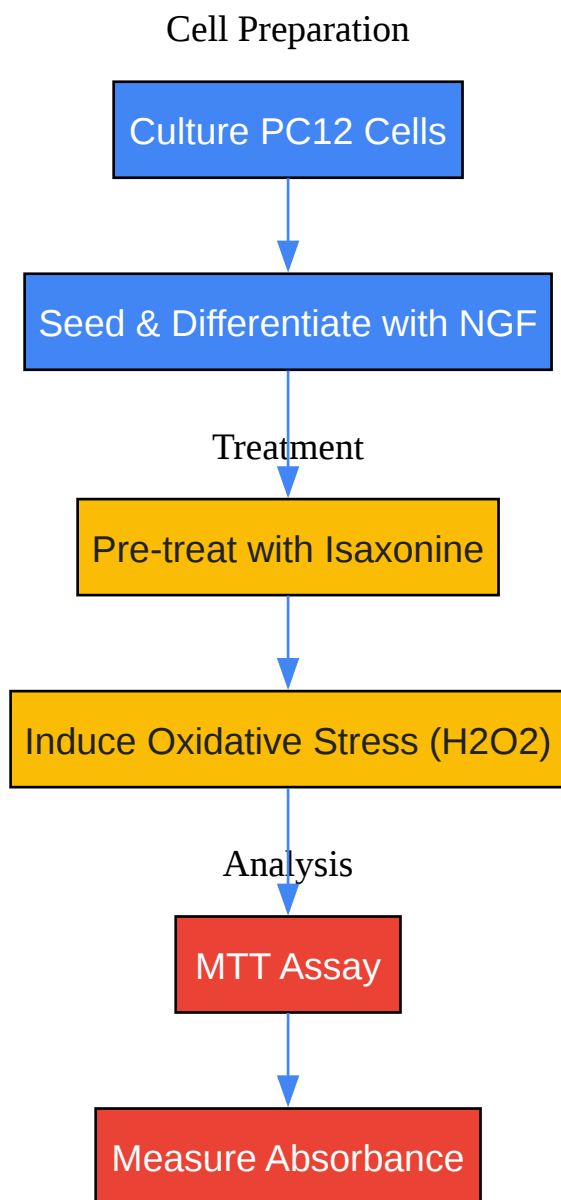 Cell Preparation
Culture PC12 Cells
Seed & Differentiate with NGF
Treatment
Pre-treat with Isaxonine
Induce Oxidative Stress (H2O2)
Analysis
MTT Assay
Measure Absorbance